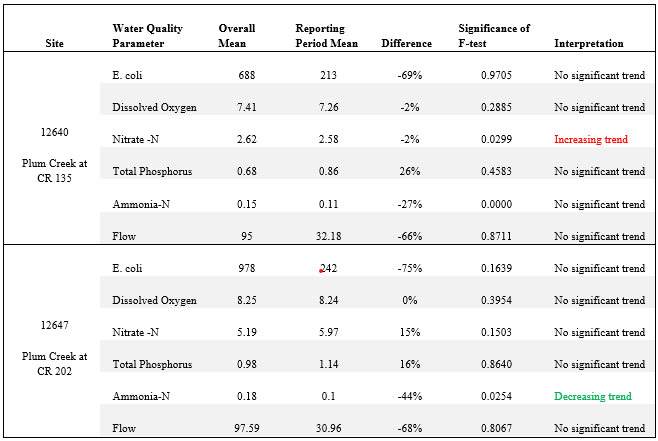 Site Water Quality Parameter Overall Mean Reporting Period Mean Difference Significance of F-test Interpretation
12640
Plum Creek at
CR 135
E. coli 688 213 -69% 0.9705 No significant trend
Dissolved Oxygen 7.41 7.26 -2% 0.2885 No significant trend
Nitrate -N 2.62 2.58 -2% 0.0299 Increasing trend
Total Phosphorus 0.68 0.86 26% 0.4583 No significant trend
Ammonia-N 0.15 0.11 -27% 0.0000 No significant trend
Flow 95 32.18 -66% 0.8711 No significant trend
12647
Plum Creek at
CR 202
E. coli 978 242 -75% 0.1639 No significant trend
Dissolved Oxygen 8.25 8.24 0% 0.3954 No significant trend
Nitrate -N 5.19 5.97 15% 0.1503 No significant trend
Total Phosphorus 0.98 1.14 16% 0.8640 No significant trend
Ammonia-N 0.18 0.1 -44% 0.0254 Decreasing trend
Flow 97.59 30.96 -68% 0.8067 No significant trend